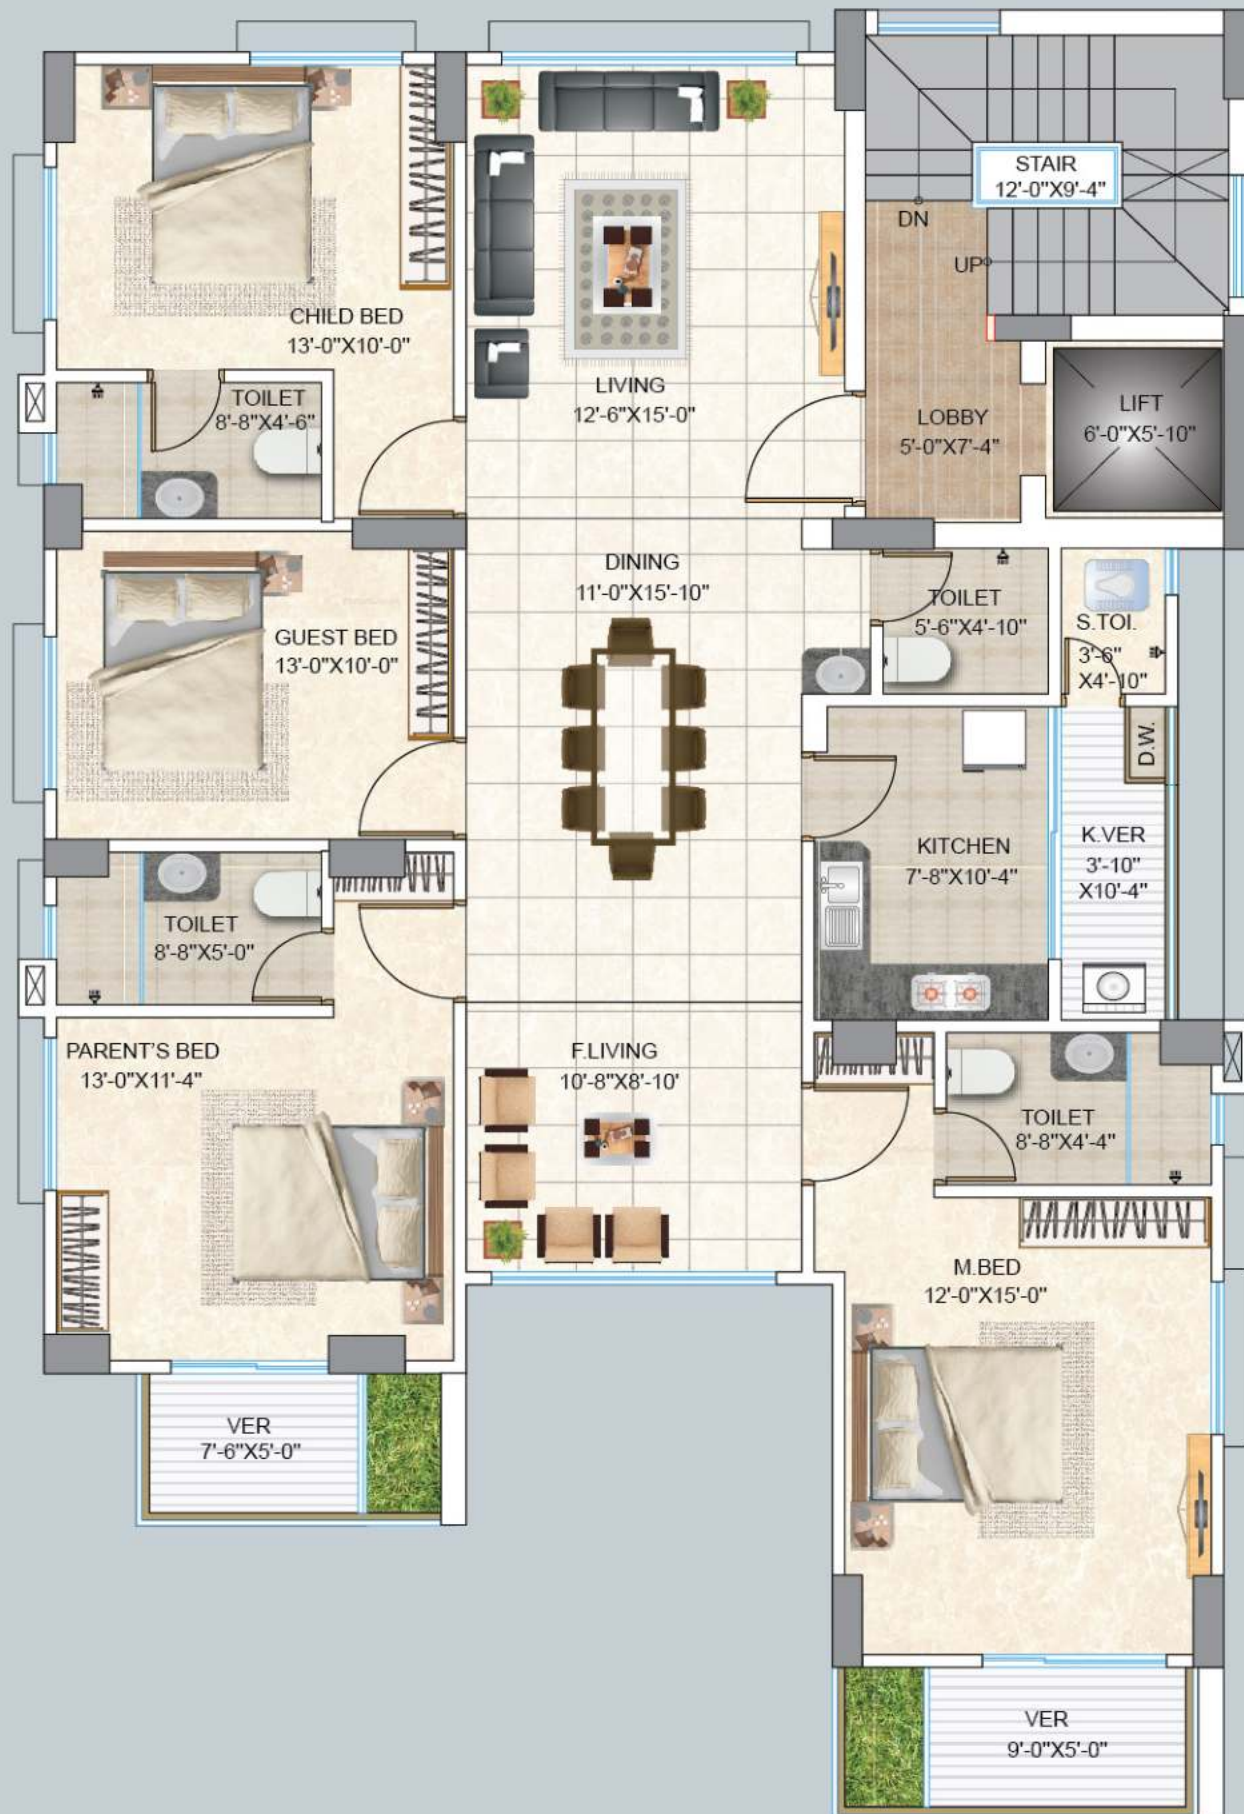 STAIR
12'-0"X9'-4"
DN
UP
CHILD BED
13'-0"X10'-0"
TOILET
8'-8"X4'-6"
LIVING
12'-6"X15'-0"
LOBBY
5'-0"X7'-4"
LIFT
6'-0"X5'-10"
DINING
11'-0"X15'-10"
TOILET
5'-6"X4'-10"
S.TOI.
3'-6"
X4'-10"
GUEST BED
13'-0"X10'-0"
D.W.
KITCHEN
7'-8"X10'-4"
K.VER
3'-10"
X10'-4"
TOILET
8'-8"X5'-0"
PARENT'S BED
13'-0"X11'-4"
F.LIVING
10'-8"X8'-10'
TOILET
8'-8"X4'-4"
M.BED
12'-0"X15'-0"
VER
7'-6"X5'-0"
VER
9'-0"X5'-0"